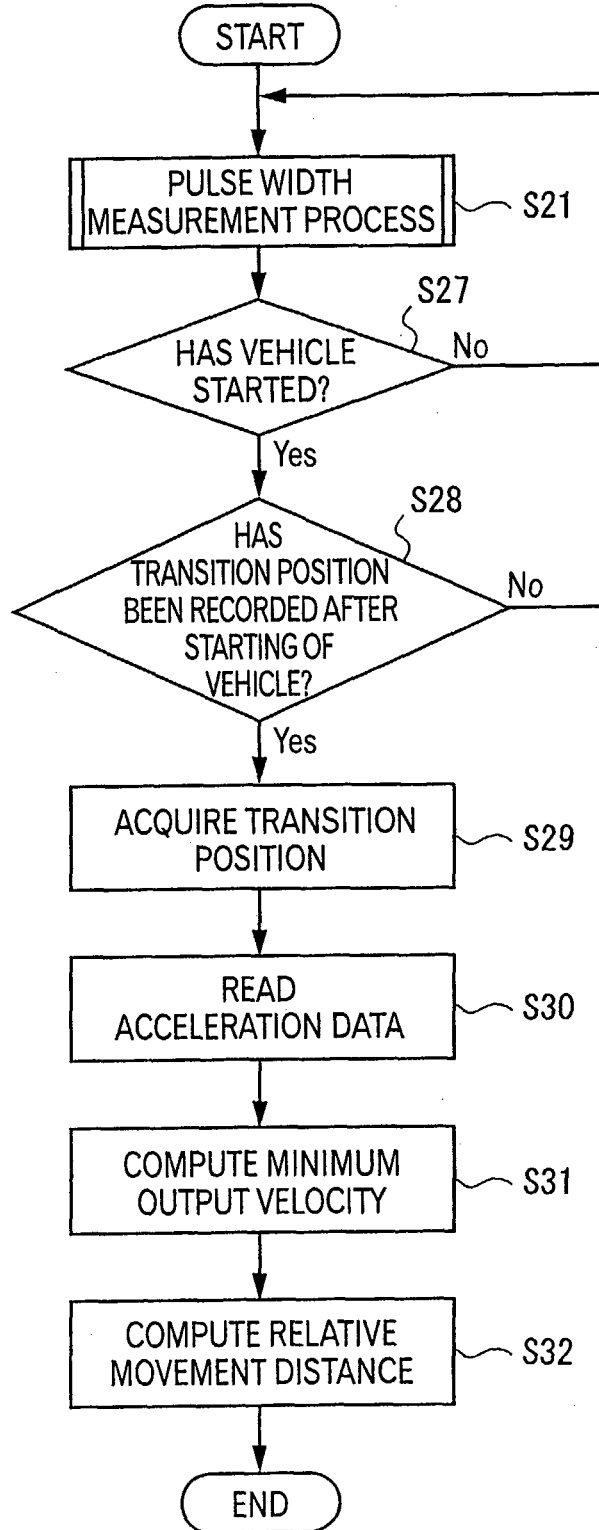 START
PULSE WIDTH
MEASUREMENT PROCESS
S21
S27
HAS VEHICLE
STARTED?
No
Yes
S28
HAS
TRANSITION POSITION
BEEN RECORDED AFTER
STARTING OF
VEHICLE?
No
Yes
ACQUIRE TRANSITION
POSITION
S29
READ
ACCELERATION DATA
S30
COMPUTE MINIMUM
OUTPUT VELOCITY
S31
COMPUTE RELATIVE
MOVEMENT DISTANCE
S32
END